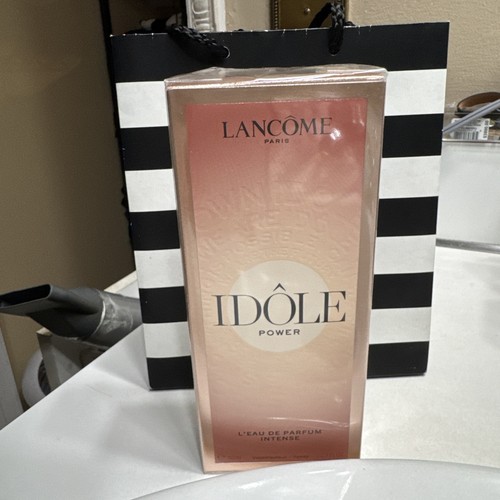 LANCÔME
PARIS
IDÔLE
POWER
L'EAU DE PARFUM
INTENSE